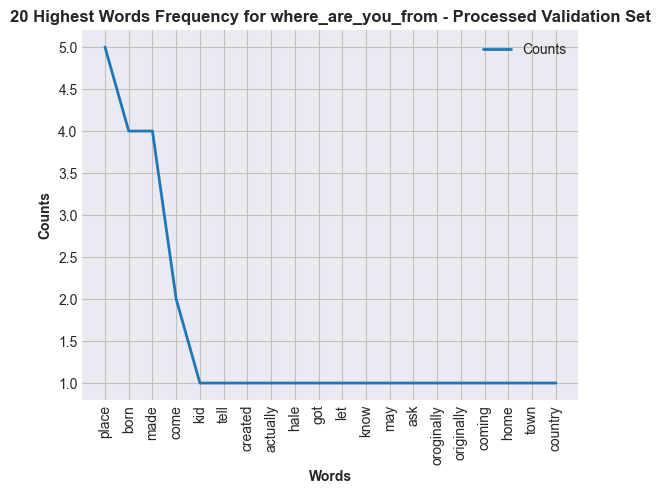 20 Highest Words Frequency for where_are_you_from - Processed Validation Set
Counts
5.0
4.5
4.0
3.5
3.0
2.5
2.0
1.5
1.0
Counts
place
born
made
come
kid
tell
created
actually
hale
got
let
know
may
ask
oroginally
originally
coming
home
town
country
Words